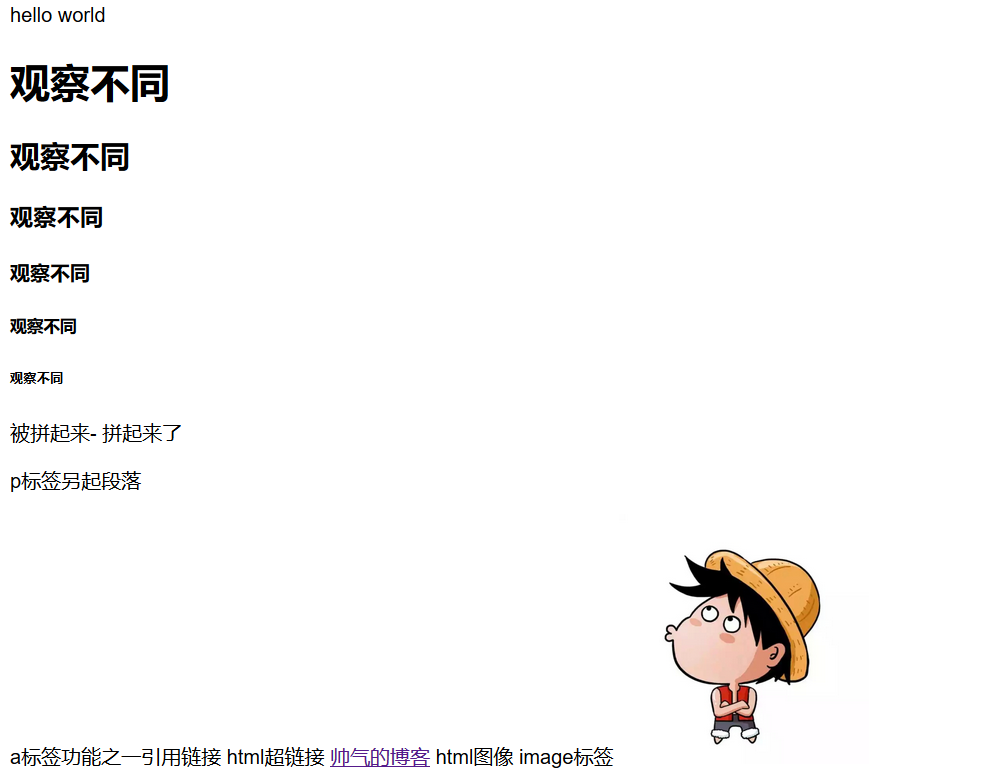 hello world
观察不同
观察不同
观察不同
观察不同
观察不同
观察不同
被拼起来- 拼起来了
p标签另起段落
a标签功能之一引用链接 html超链接 帅气的博客 html图像 image标签